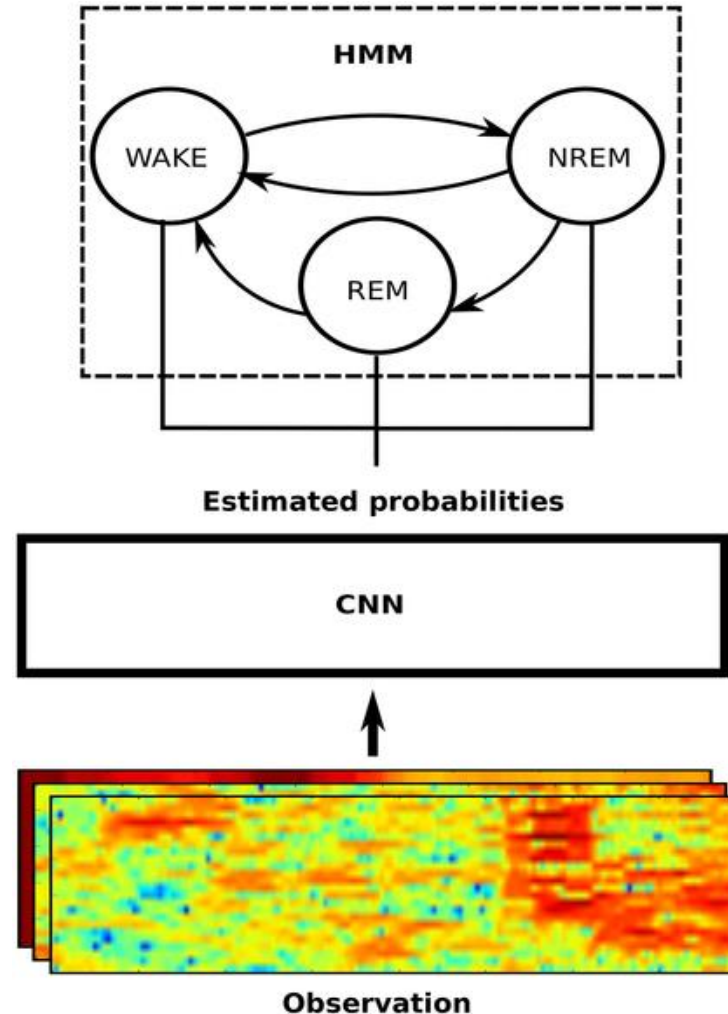 HMM
WAKE
NREM
REM
Estimated probabilities
CNN
Observation